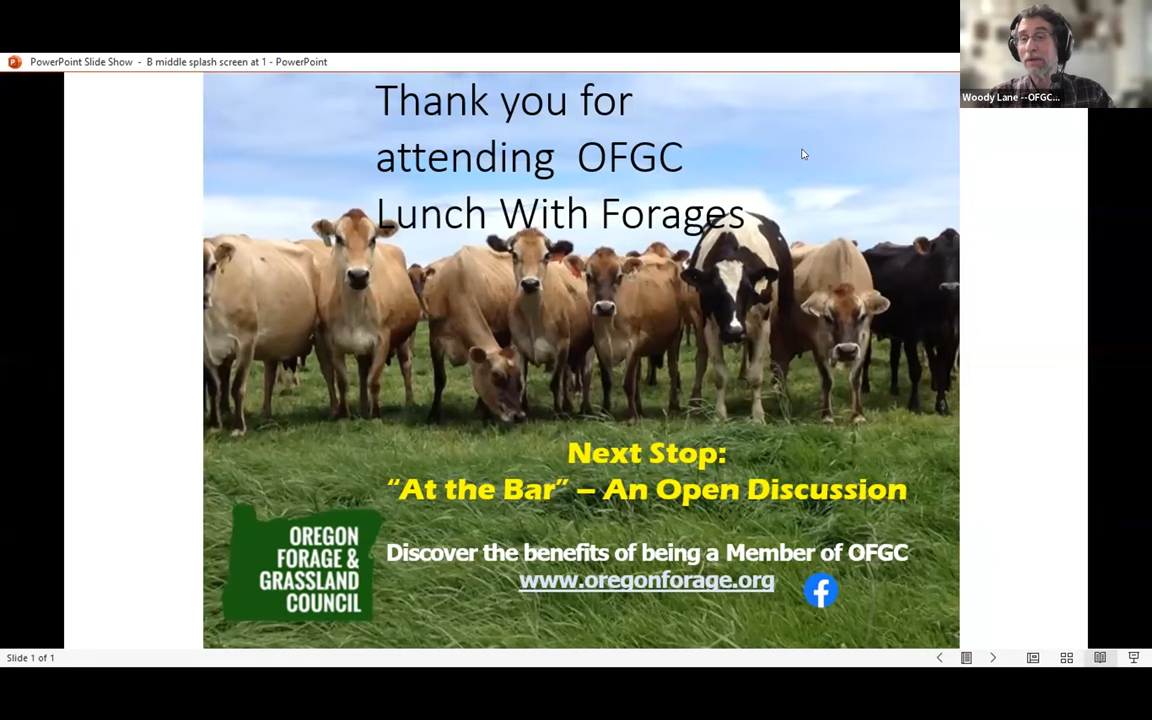 PowerPoint Slide Show - B middle splash screen at 1 - PowerPoint
Woody Lane --OFGC...
Thank you for
attending OFGC
Lunch With Forages
Next Stop:
“At the Bar” – An Open Discussion
OREGON
FORAGE &
GRASSLAND
COUNCIL
Discover the benefits of being a Member of OFGC
www.oregonforage.org
Slide 1 of 1